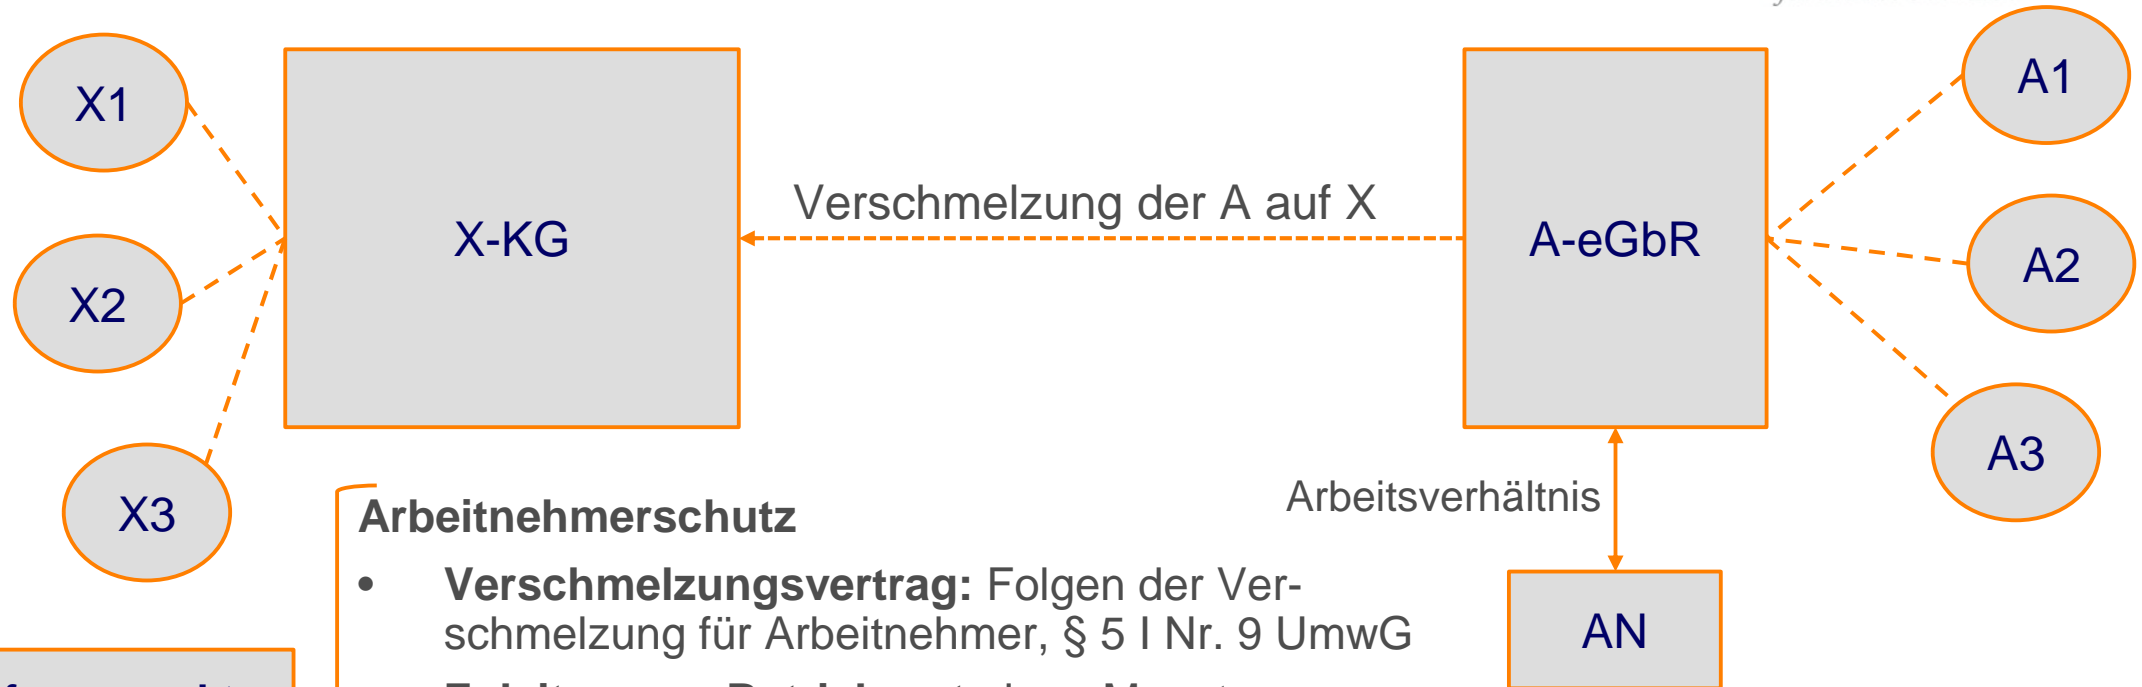 X1
A1
Verschmelzung der A auf X
X-KG
A-eGbR
A2
X2
A3
X3
Arbeitsverhältnis
Arbeitnehmerschutz
• Verschmelzungsvertrag: Folgen der Ver-
schmelzung für Arbeitnehmer, § 5 I Nr. 9 UmwG
AN